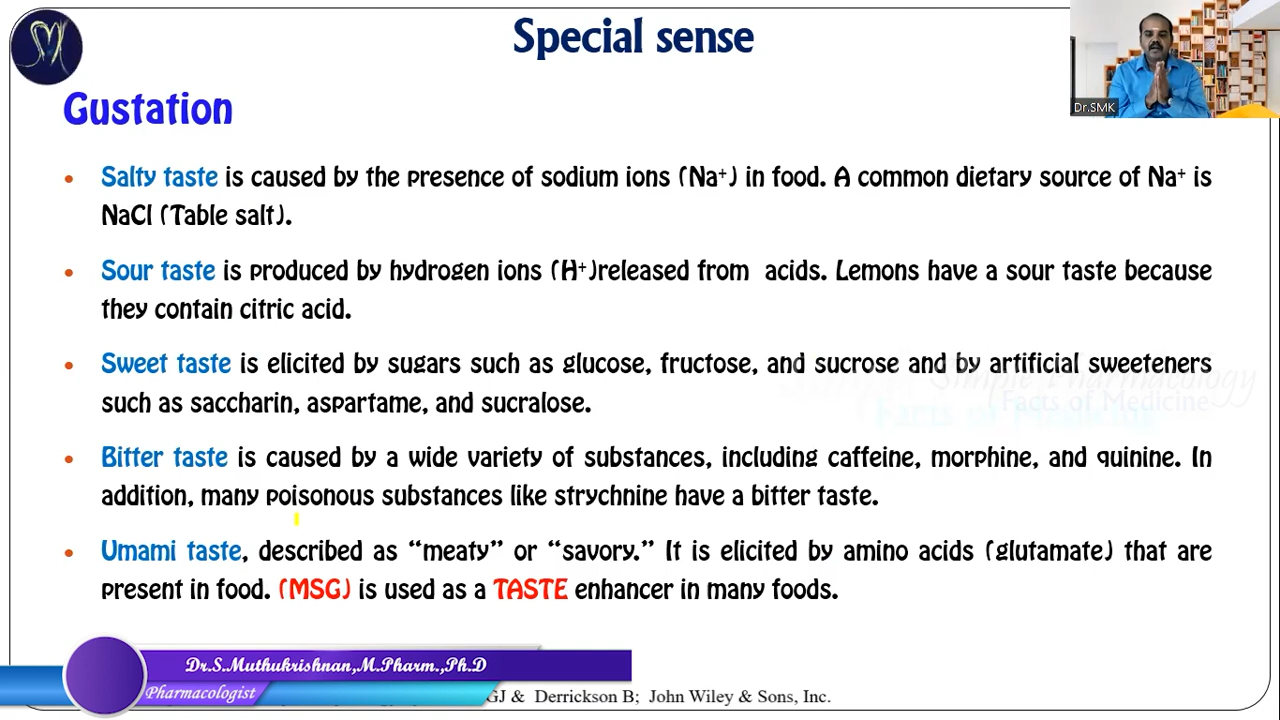 Special sense
Dr.SMK
Gustation
• Salty taste is caused by the presence of sodium ions (Na⁺) in food. A common dietary source of Na⁺ is
NaCl (Table salt).
• Sour taste is produced by hydrogen ions (H⁺)released from acids. Lemons have a sour taste because
they contain citric acid.
• Sweet taste is elicited by sugars such as glucose, fructose, and sucrose and by artificial sweeteners
such as saccharin, aspartame, and sucralose.
Simple Pharmacology
Facts of Medicine
• Bitter taste is caused by a wide variety of substances, including caffeine, morphine, and quinine. In
addition, many poisonous substances like strychnine have a bitter taste.
• Umami taste, described as “meaty” or “savory.” It is elicited by amino acids (glutamate) that are
present in food. (MSG) is used as a TASTE enhancer in many foods.
Dr.S.Muthukrishnan,M.Pharm.,Ph.D
Pharmacologist
GJ & Derrickson B; John Wiley & Sons, Inc.